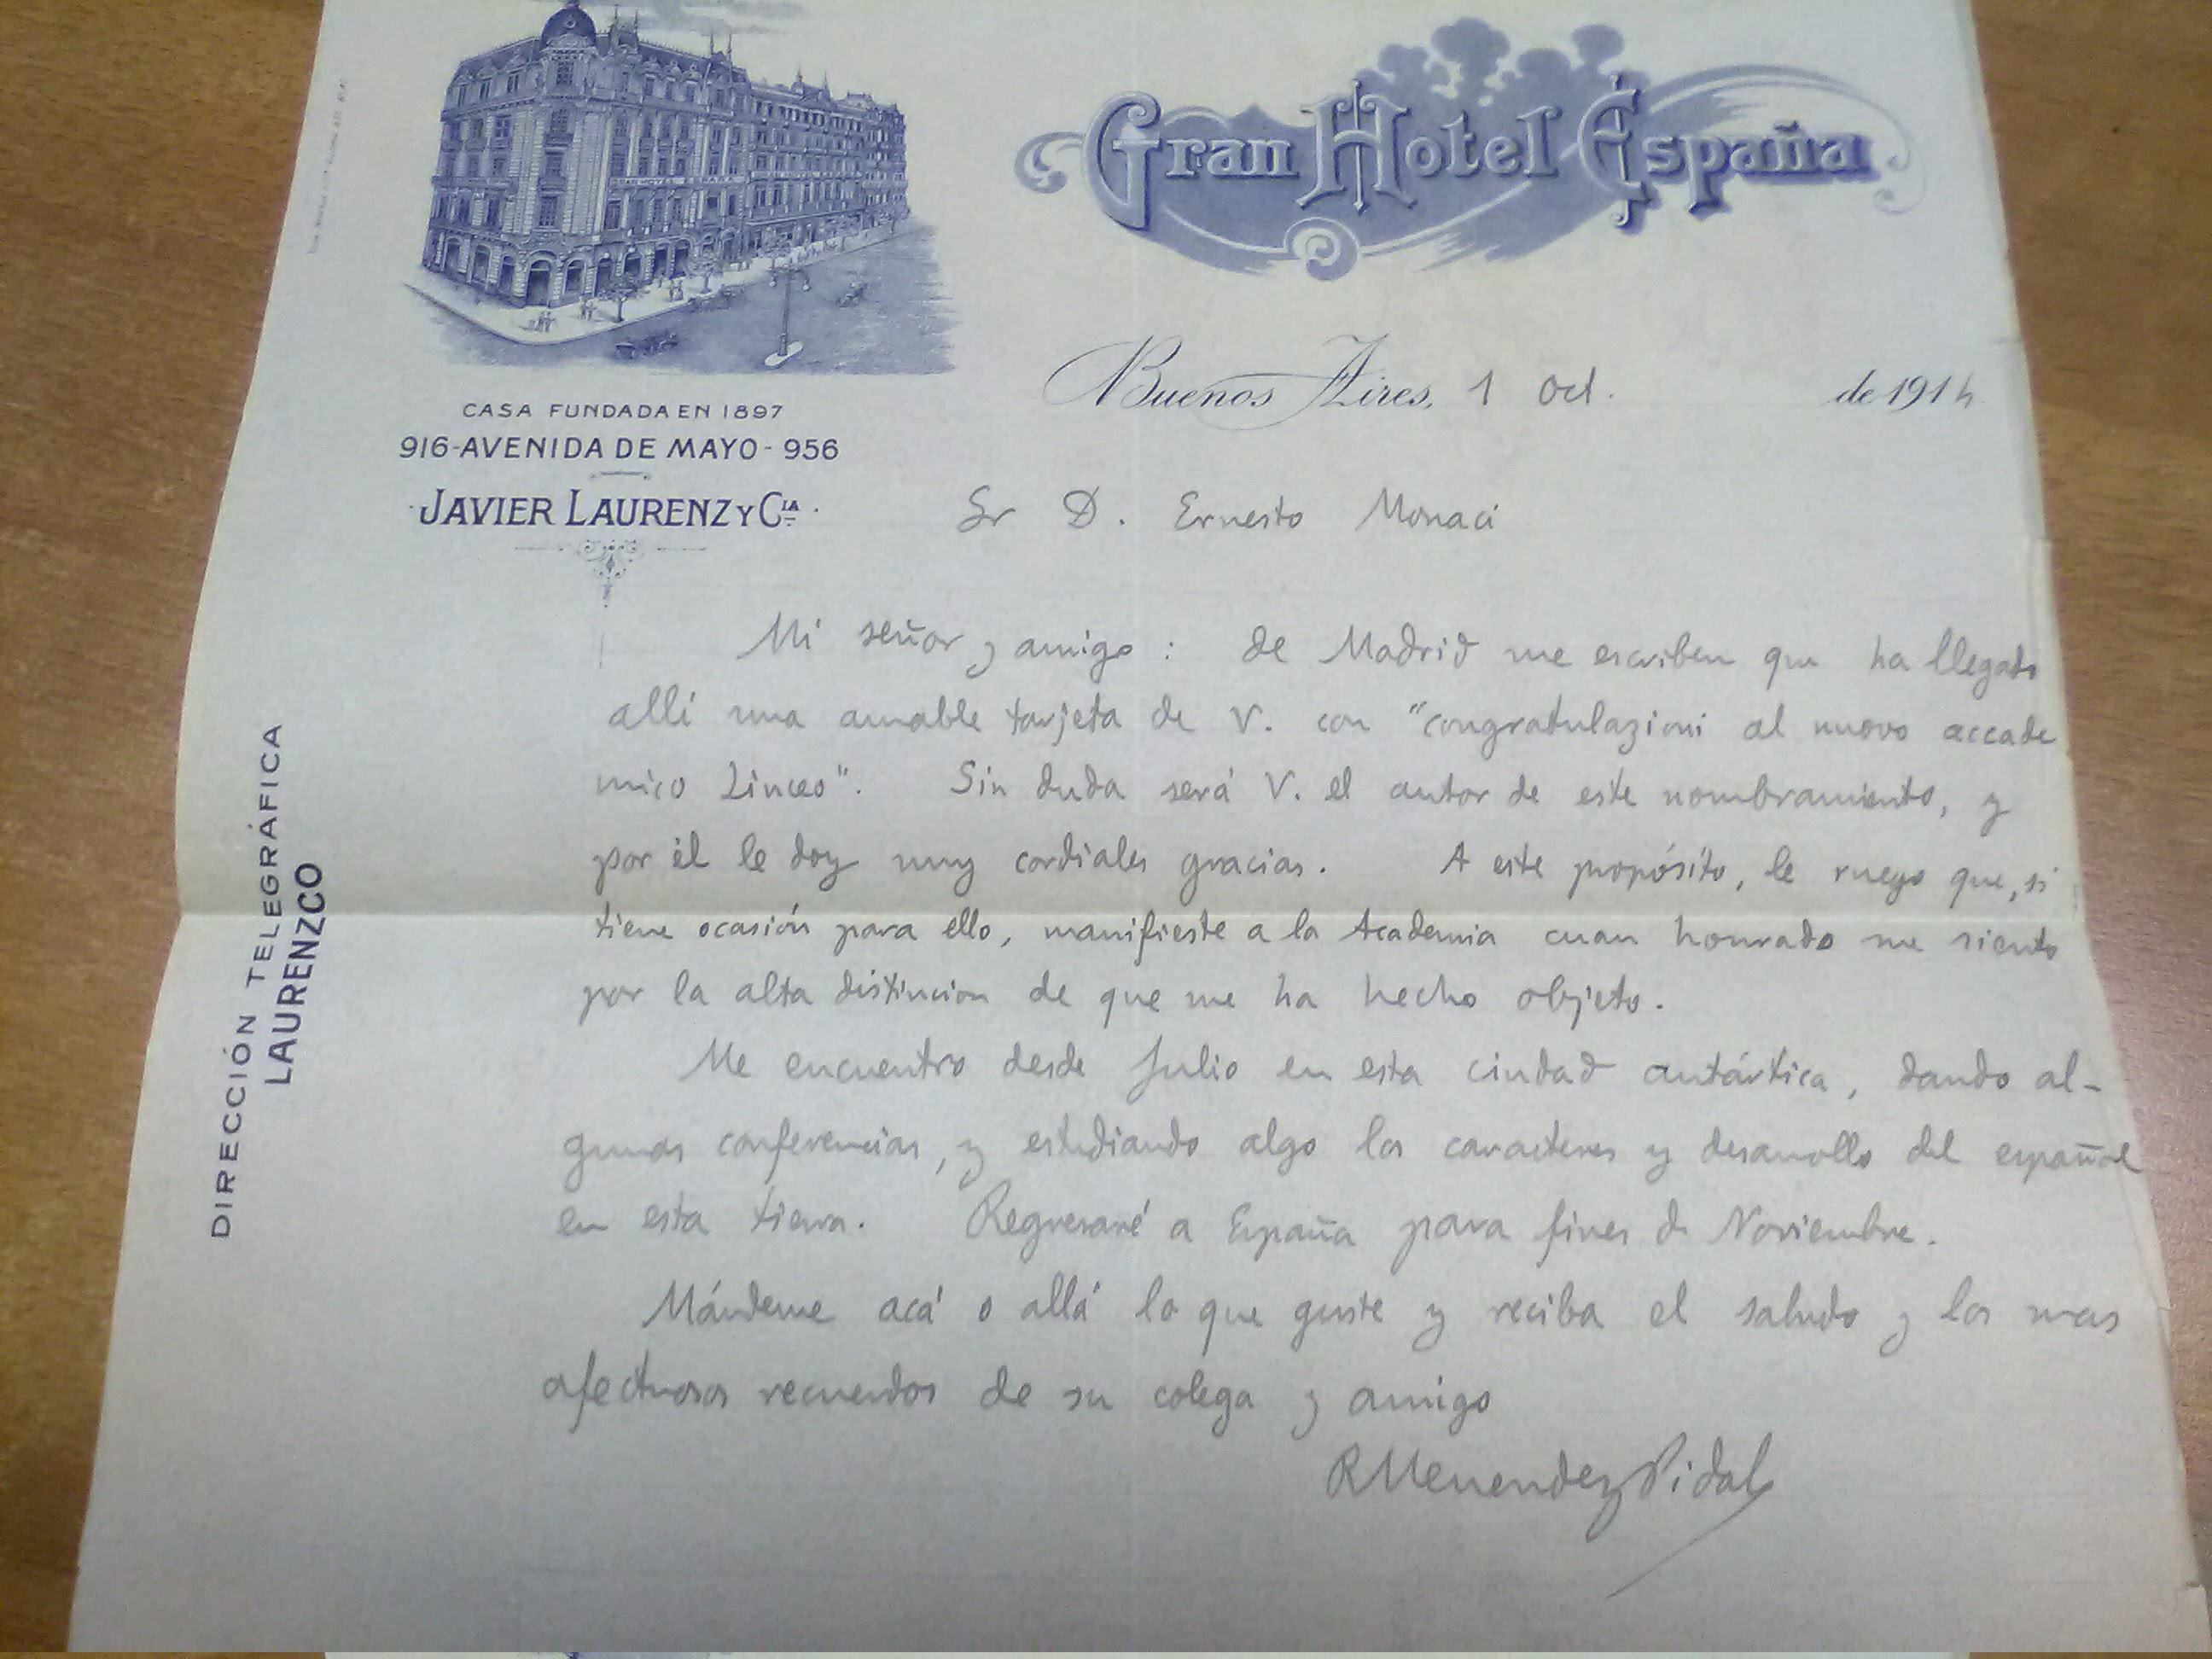 Gran Hotel España
CASA FUNDADA EN 1897
916-AVENIDA DE MAYO-956
JAVIER LAURENZ Y Cia
DIRECCIÓN TELEGRÁFICA
LAURENZCO
Buenos Aires, 1 Oct. de 1914
Sr D. Ernesto Monaci
Mi señor y amigo: de Madrid me escriben que ha llegado
allí una amable tarjeta de V. con "congratulazioni al nuovo accade
mico Linceo". Sin duda será V. el autor de este nombramiento, y
por él le doy muy cordiales gracias. A este propósito, le ruego que, si
tiene ocasión para ello, manifieste a la Academia cuan honrado me siento
por la alta distincion de que me ha hecho objeto.
Me encuentro desde Julio en esta ciudad antártica, dando al-
gunas conferencias, y estudiando algo los caracteres y desarrollo del español
en esta tierra. Regresaré a España para fines de Noviembre.
Mándeme acá o allá lo que guste y reciba el saludo y los mas
afectuosos recuerdos de su colega y amigo
R Menendez Pidal